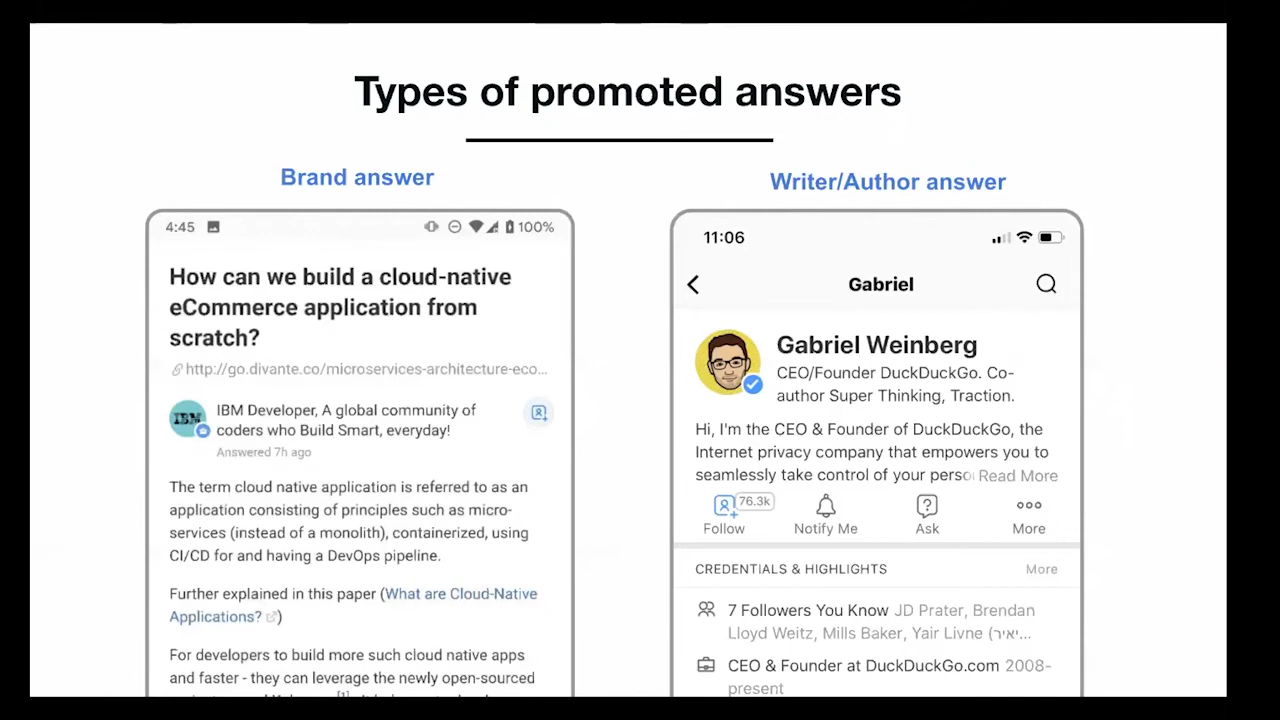 Types of promoted answers
Brand answer
4:45
100%
How can we build a cloud-native
eCommerce application from
scratch?
http://go.divante.co/microservices-architecture-eco...
IBM
IBM Developer, A global community of
coders who Build Smart, everyday!
Answered 7h ago
The term cloud native application is referred to as an
application consisting of principles such as micro-
services (instead of a monolith), containerized, using
CI/CD for and having a DevOps pipeline.
Further explained in this paper (What are Cloud-Native
Applications? )
For developers to build more such cloud native apps
and faster - they can leverage the newly open-sourced
[1]
Writer/Author answer
11:06
Gabriel
Gabriel Weinberg
CEO/Founder DuckDuckGo. Co-
author Super Thinking, Traction.
Hi, I'm the CEO & Founder of DuckDuckGo, the
Internet privacy company that empowers you to
seamlessly take control of your perso Read More
76.3k
Follow Notify Me Ask More
CREDENTIALS & HIGHLIGHTS More
7 Followers You Know JD Prater, Brendan
Lloyd Weitz, Mills Baker, Yair Livne (יאיר...
CEO & Founder at DuckDuckGo.com 2008-
present